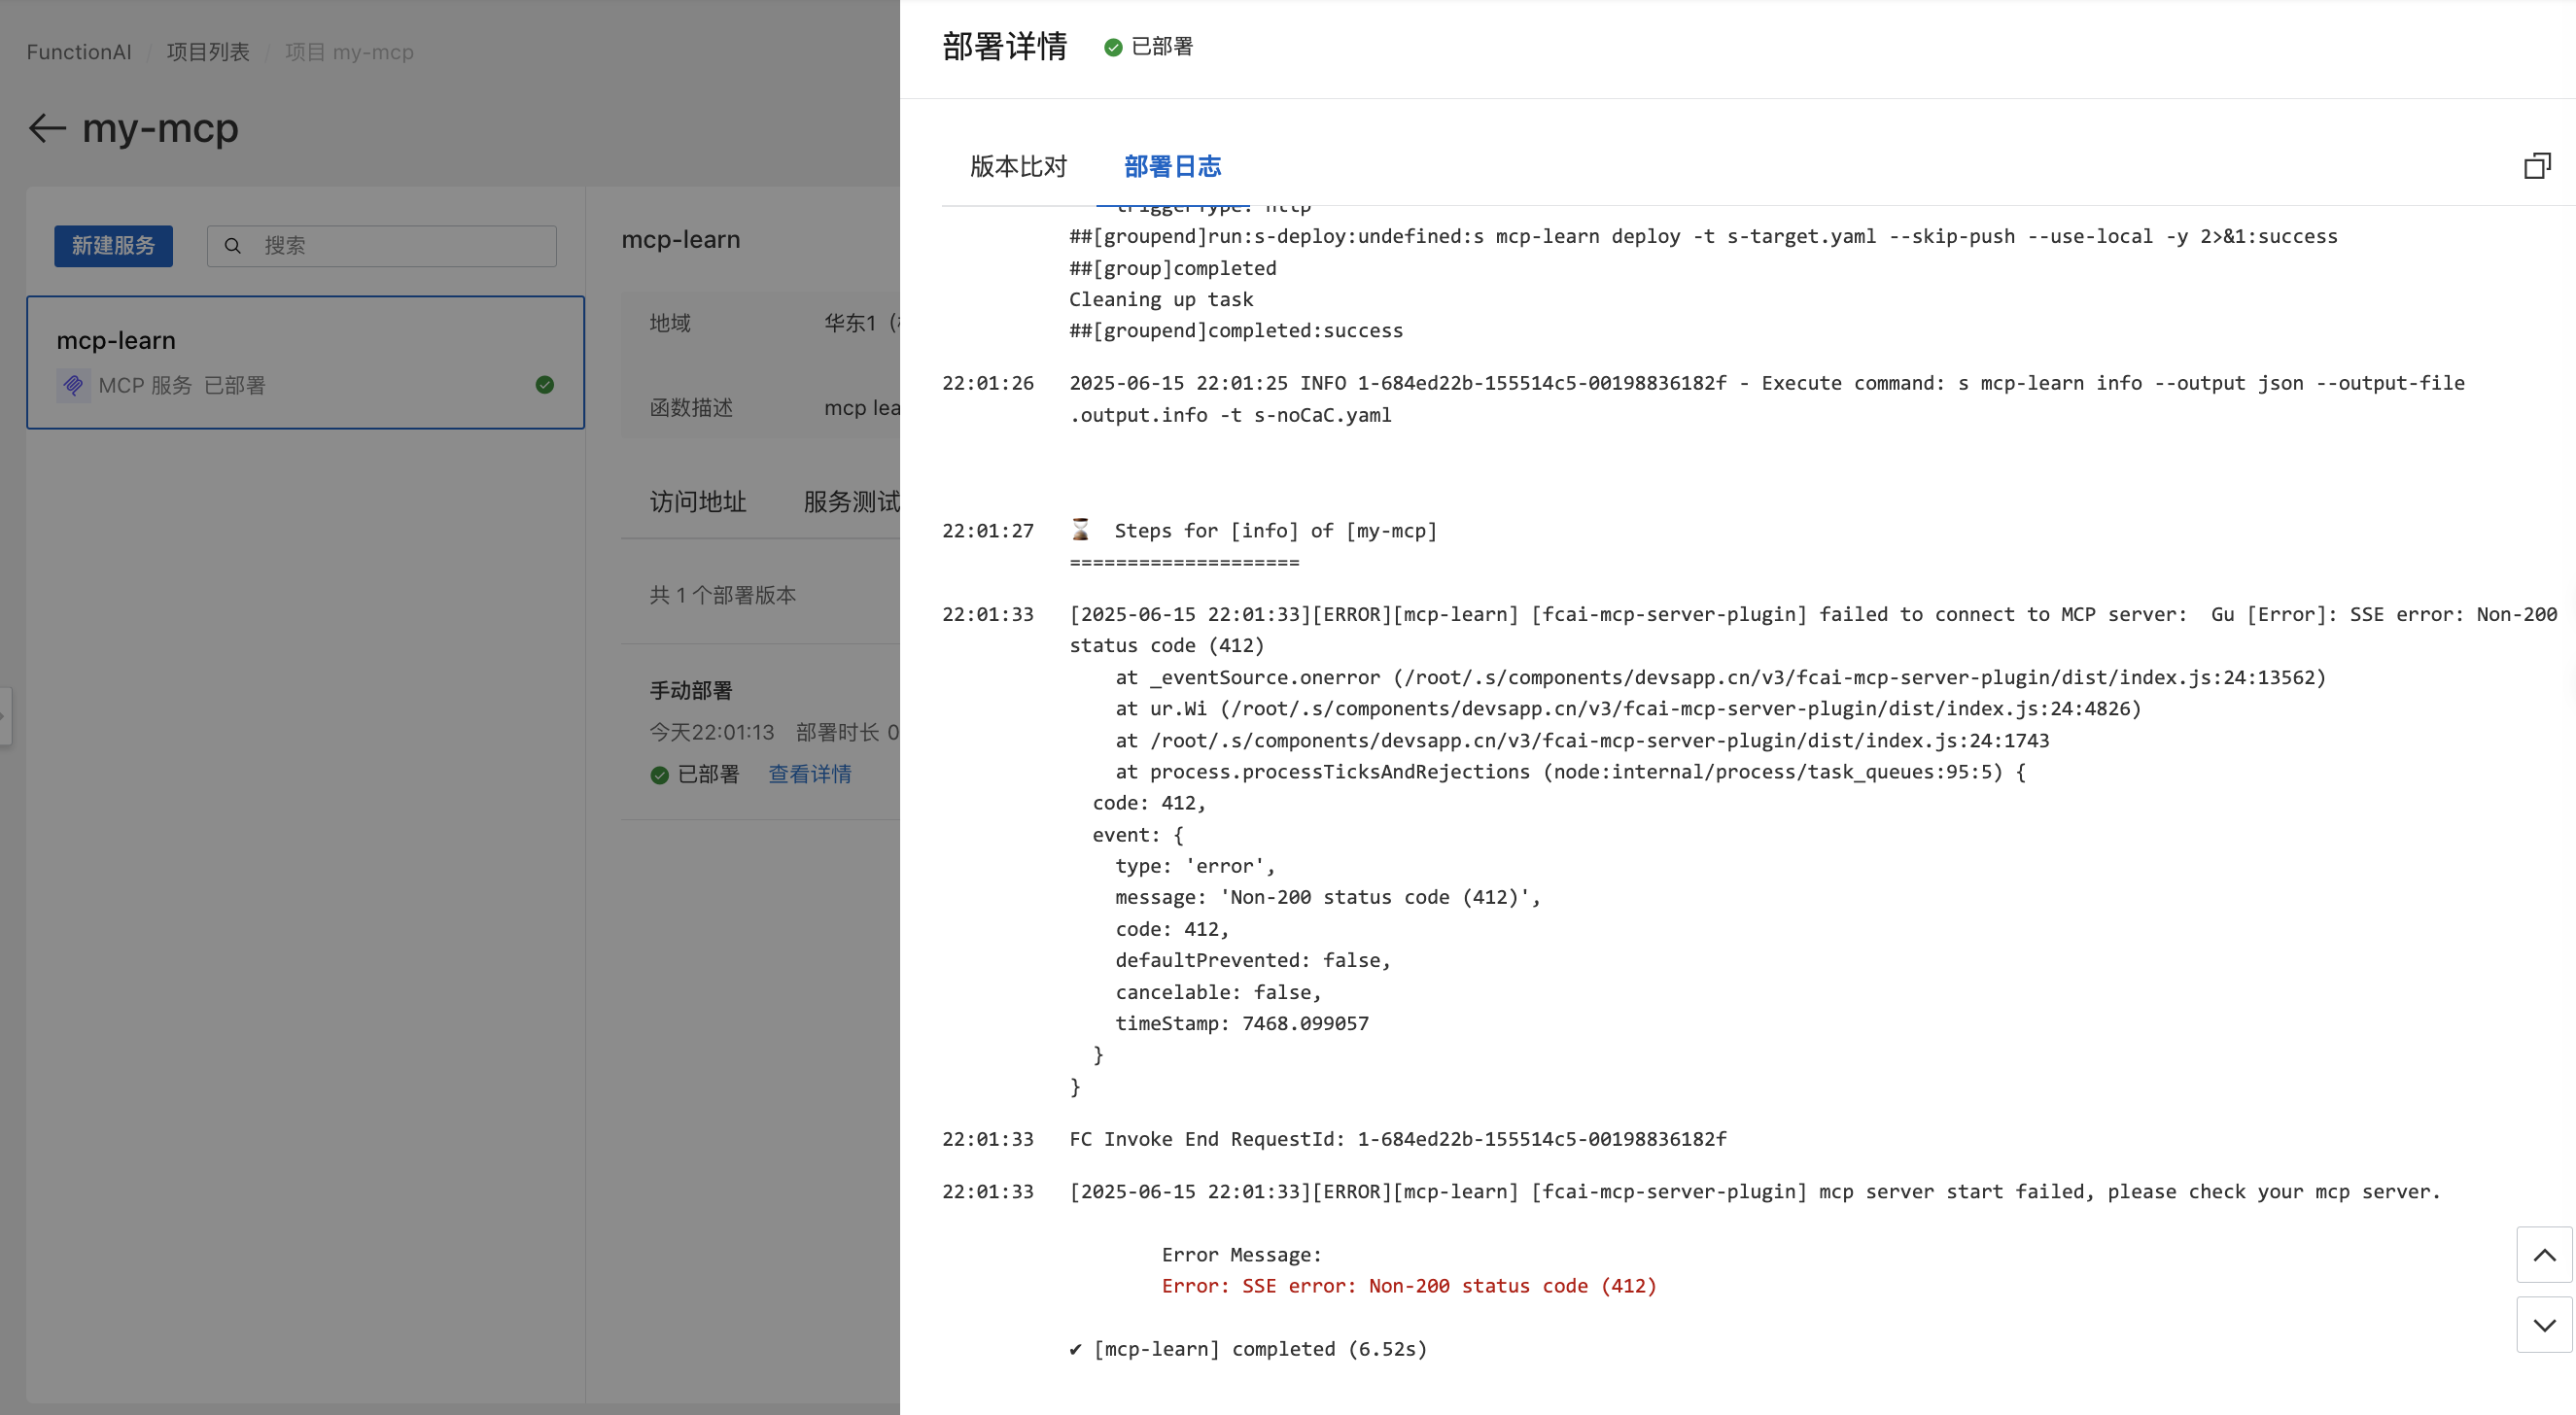 FunctionAI / 项目列表 / 项目 my-mcp
← my-mcp
新建服务
搜索
mcp-learn
MCP 服务 已部署
mcp-learn
地域 华东1
函数描述 mcp lea
访问地址 服务测试
共 1 个部署版本
手动部署
今天22:01:13 部署时长 0
已部署 查看详情
部署详情 已部署
版本比对 部署日志
triggerType: http
##[groupend]run:s-deploy:undefined:s mcp-learn deploy -t s-target.yaml --skip-push --use-local -y 2>&1:success
##[group]completed
Cleaning up task
##[groupend]completed:success
22:01:26 2025-06-15 22:01:25 INFO 1-684ed22b-155514c5-00198836182f - Execute command: s mcp-learn info --output json --output-file
.output.info -t s-noCaC.yaml
22:01:27 ⌛ Steps for [info] of [my-mcp]
====================
22:01:33 [2025-06-15 22:01:33][ERROR][mcp-learn] [fcai-mcp-server-plugin] failed to connect to MCP server:  Gu [Error]: SSE error: Non-200
status code (412)
at _eventSource.onerror (/root/.s/components/devsapp.cn/v3/fcai-mcp-server-plugin/dist/index.js:24:13562)
at ur.Wi (/root/.s/components/devsapp.cn/v3/fcai-mcp-server-plugin/dist/index.js:24:4826)
at /root/.s/components/devsapp.cn/v3/fcai-mcp-server-plugin/dist/index.js:24:1743
at process.processTicksAndRejections (node:internal/process/task_queues:95:5) {
code: 412,
event: {
type: 'error',
message: 'Non-200 status code (412)',
code: 412,
defaultPrevented: false,
cancelable: false,
timeStamp: 7468.099057
}
}
22:01:33 FC Invoke End RequestId: 1-684ed22b-155514c5-00198836182f
22:01:33 [2025-06-15 22:01:33][ERROR][mcp-learn] [fcai-mcp-server-plugin] mcp server start failed, please check your mcp server.
Error Message:
Error: SSE error: Non-200 status code (412)
✔ [mcp-learn] completed (6.52s)